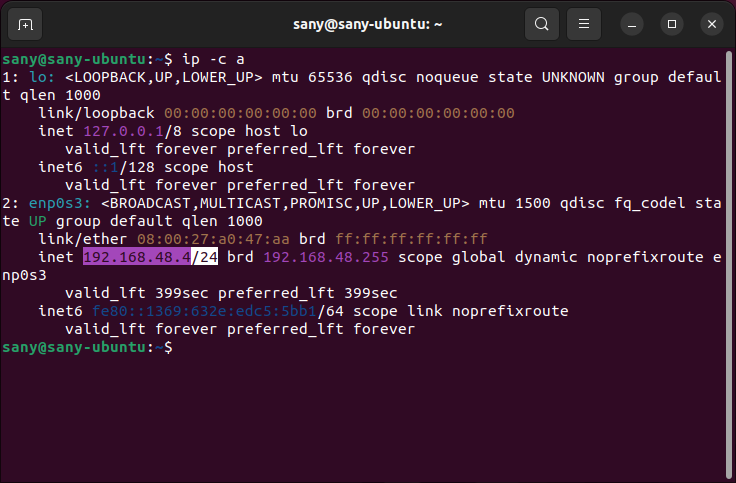 sany@sany-ubuntu: ~
sany@sany-ubuntu:~$ ip -c a
1: lo: <LOOPBACK,UP,LOWER_UP> mtu 65536 qdisc noqueue state UNKNOWN group defaul
t qlen 1000
    link/loopback 00:00:00:00:00:00 brd 00:00:00:00:00:00
    inet 127.0.0.1/8 scope host lo
       valid_lft forever preferred_lft forever
    inet6 ::1/128 scope host
       valid_lft forever preferred_lft forever
2: enp0s3: <BROADCAST,MULTICAST,PROMISC,UP,LOWER_UP> mtu 1500 qdisc fq_codel sta
te UP group default qlen 1000
    link/ether 08:00:27:a0:47:aa brd ff:ff:ff:ff:ff:ff
    inet 192.168.48.4/24 brd 192.168.48.255 scope global dynamic noprefixroute e
np0s3
       valid_lft 399sec preferred_lft 399sec
    inet6 fe80::1369:632e:edc5:5bb1/64 scope link noprefixroute
       valid_lft forever preferred_lft forever
sany@sany-ubuntu:~$